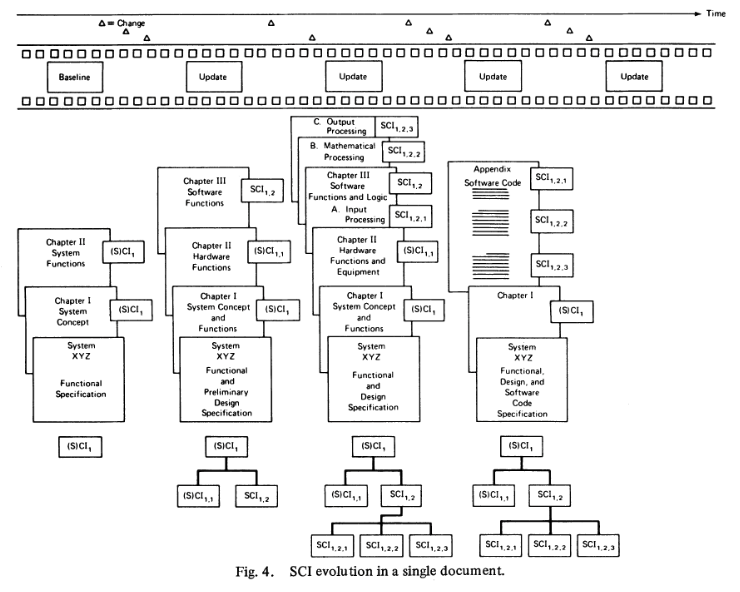 Time
Δ = Change
Baseline
Update
Update
Update
Update
(S)CI1
Chapter II
System
Functions
(S)CI1
Chapter I
System
Concept
System
XYZ
Functional
Specification
(S)CI1
SCI1,2
Chapter III
Software
Functions
(S)CI1,1
Chapter II
Hardware
Functions
(S)CI1
Chapter I
System Concept
and
Functions
System
XYZ
Functional
and
Preliminary
Design
Specification
(S)CI1
(S)CI1,1
SCI1,2
C. Output
Processing
SCI1,2,3
B. Mathematical
Processing
SCI1,2,2
Chapter III
Software
Functions and Logic
SCI1,2
A. Input
Processing
SCI1,2,1
Chapter II
Hardware
Functions and
Equipment
(S)CI1,1
Chapter I
System Concept
and
Functions
(S)CI1
System
XYZ
Functional
and
Design
Specification
(S)CI1
(S)CI1,1
SCI1,2
SCI1,2,1
SCI1,2,2
SCI1,2,3
Appendix
Software Code
SCI1,2,1
SCI1,2,2
SCI1,2,3
Chapter I
(S)CI1
System
XYZ
Functional,
Design, and
Software
Code
Specification
(S)CI1
(S)CI1,1
SCI1,2
SCI1,2,1
SCI1,2,2
SCI1,2,3
Fig. 4. SCI evolution in a single document.